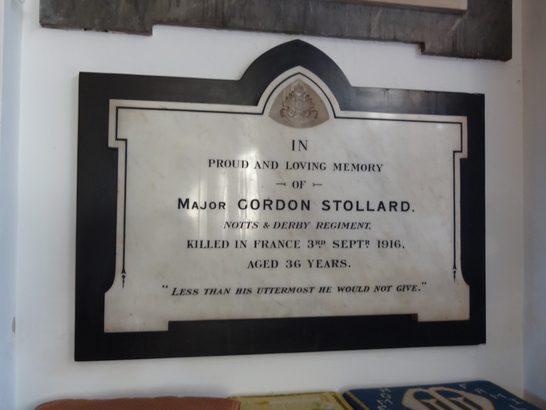 IN
PROUD AND LOVING MEMORY
OF
MAJOR GORDON STOLLARD,
NOTTS & DERBY REGIMENT,
KILLED IN FRANCE 3RD SEPTR 1916.
AGED 36 YEARS.
"LESS THAN HIS UTTERMOST HE WOULD NOT GIVE."